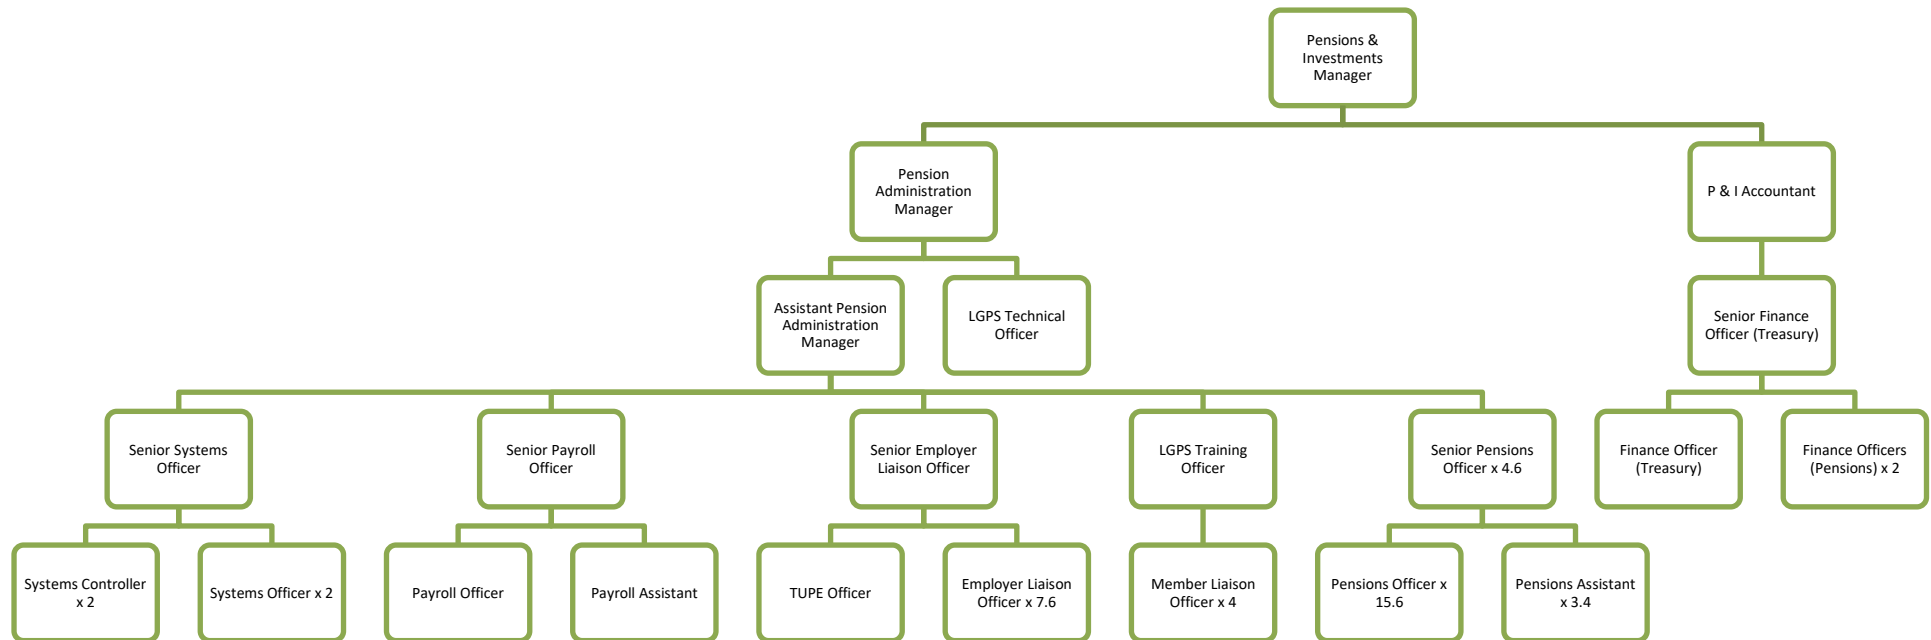 Pensions &
Investments
Manager
Pension
Administration
Manager
P & I Accountant
Assistant Pension
Administration
Manager
LGPS Technical
Officer
Senior Finance
Officer (Treasury)
Senior Systems
Officer
Senior Payroll
Officer
Senior Employer
Liaison Officer
LGPS Training
Officer
Senior Pensions
Officer x 4.6
Finance Officer
(Treasury)
Finance Officers
(Pensions) x 2
Systems Controller
x 2
Systems Officer x 2
Payroll Officer
Payroll Assistant
TUPE Officer
Employer Liaison
Officer x 7.6
Member Liaison
Officer x 4
Pensions Officer x
15.6
Pensions Assistant
x 3.4